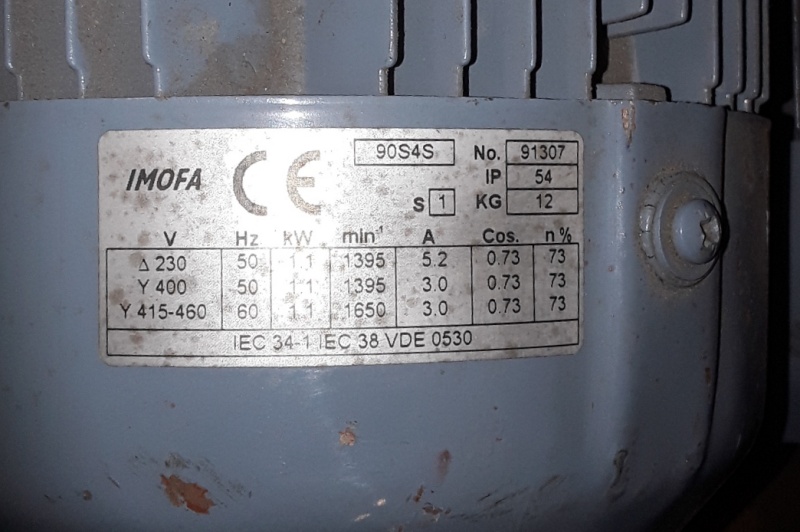 IMOFA CE 90S4S No. 91307
IP 54
S 1 KG 12
V Hz kW min⁻¹ A Cos. n %
Δ 230 50 1.1 1395 5.2 0.73 73
Y 400 50 1.1 1395 3.0 0.73 73
Y 415-460 60 1.1 1650 3.0 0.73 73
IEC 34-1 IEC 38 VDE 0530